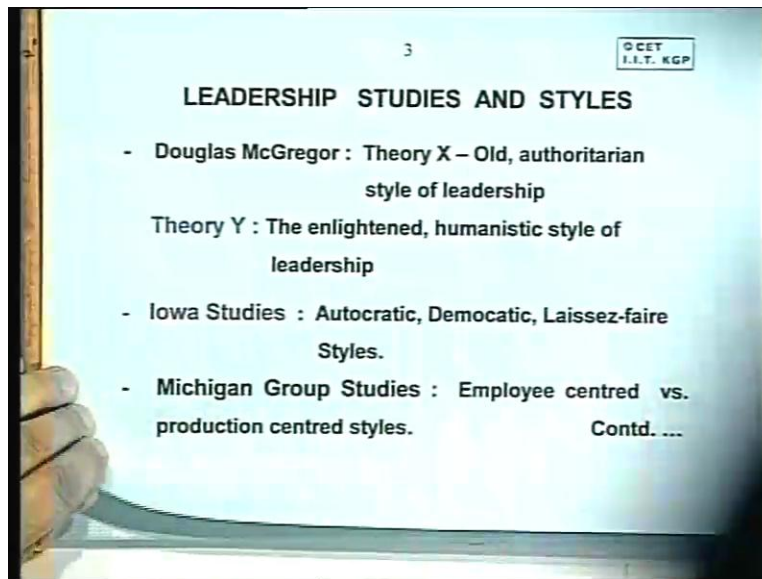 3
© CET
I.I.T. KGP
LEADERSHIP STUDIES AND STYLES
- Douglas McGregor : Theory X – Old, authoritarian
style of leadership
Theory Y : The enlightened, humanistic style of
leadership
- Iowa Studies : Autocratic, Democatic, Laissez-faire
Styles.
- Michigan Group Studies : Employee centred vs.
production centred styles. Contd. ...